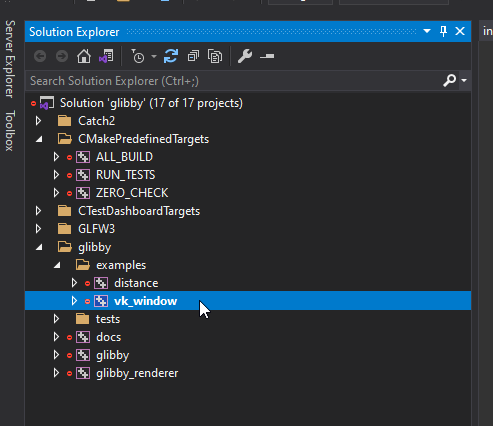 Server Explorer
Toolbox
Solution Explorer
in
Search Solution Explorer (Ctrl+;)
Solution 'glibby' (17 of 17 projects)
Catch2
CMakePredefinedTargets
ALL_BUILD
RUN_TESTS
ZERO_CHECK
CTestDashboardTargets
GLFW3
glibby
examples
distance
vk_window
tests
docs
glibby
glibby_renderer